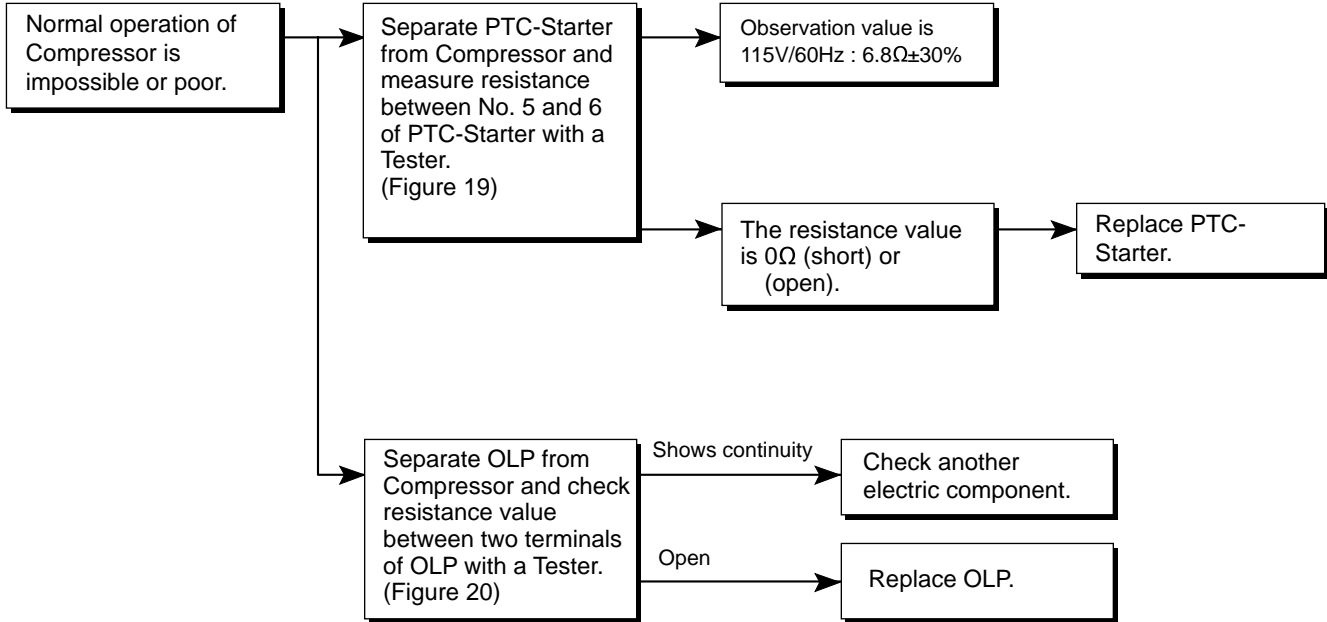 Normal operation of
Compressor is
impossible or poor.
Separate PTC-Starter
from Compressor and
measure resistance
between No. 5 and 6
of PTC-Starter with a
Tester.
(Figure 19)
Observation value is
115V/60Hz : 6.8Ω±30%
The resistance value
is 0Ω (short) or
(open).
Replace PTC-
Starter.
Separate OLP from
Compressor and check
resistance value
between two terminals
of OLP with a Tester.
(Figure 20)
Shows continuity
Check another
electric component.
Open
Replace OLP.